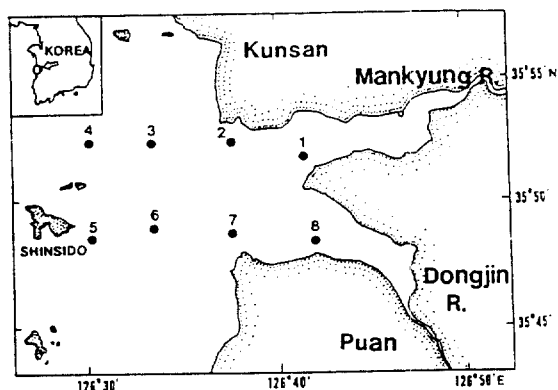 KOREA
Kunsan
Mankyung R.
35°55' N
4
3
2
1
35°50'
5
6
7
8
SHINSIDO
Dongjin
R.
35°45'
Puan
126°30'
126°40'
126°50' E